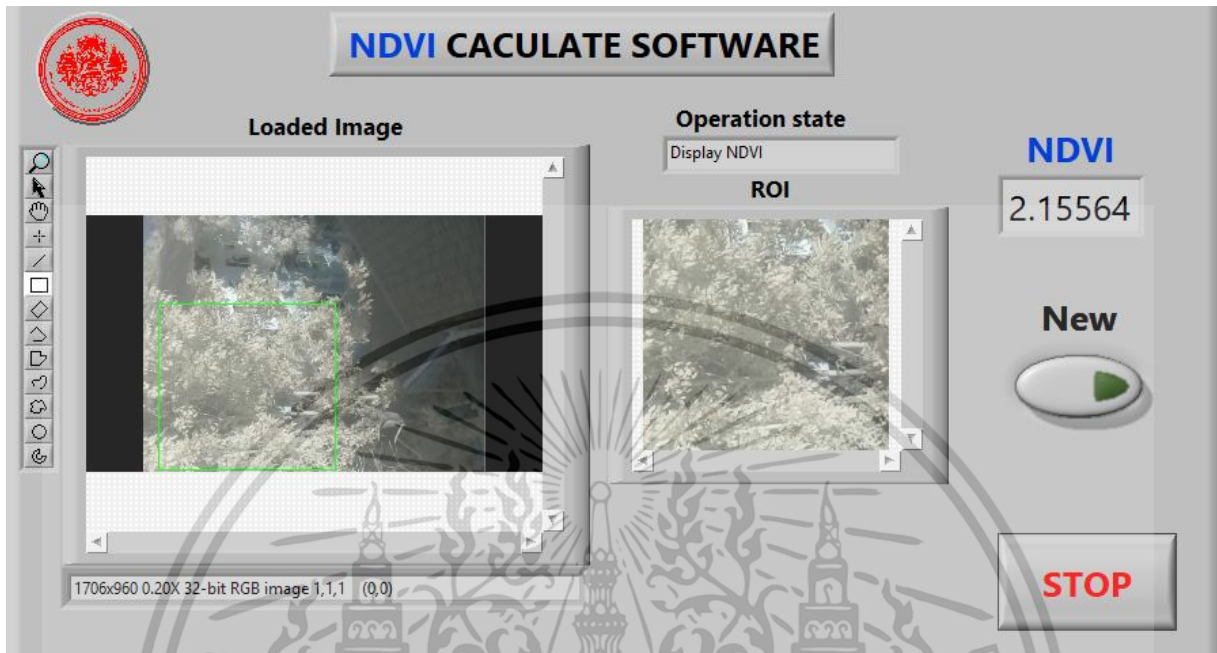 NDVI CACULATE SOFTWARE
Loaded Image
Operation state
Display NDVI
ROI
NDVI
2.15564
New
1706x960 0.20X 32-bit RGB image 1,1,1 (0,0)
STOP